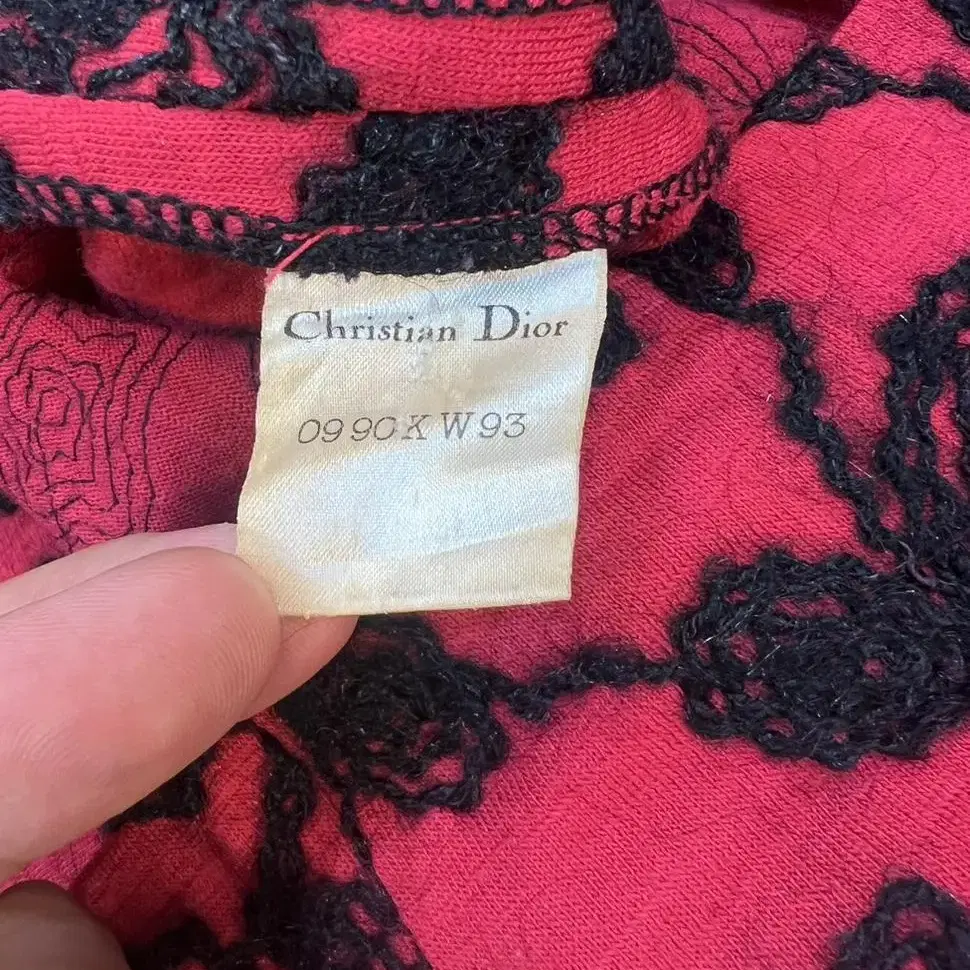 Christian Dior
09 90 K W 93